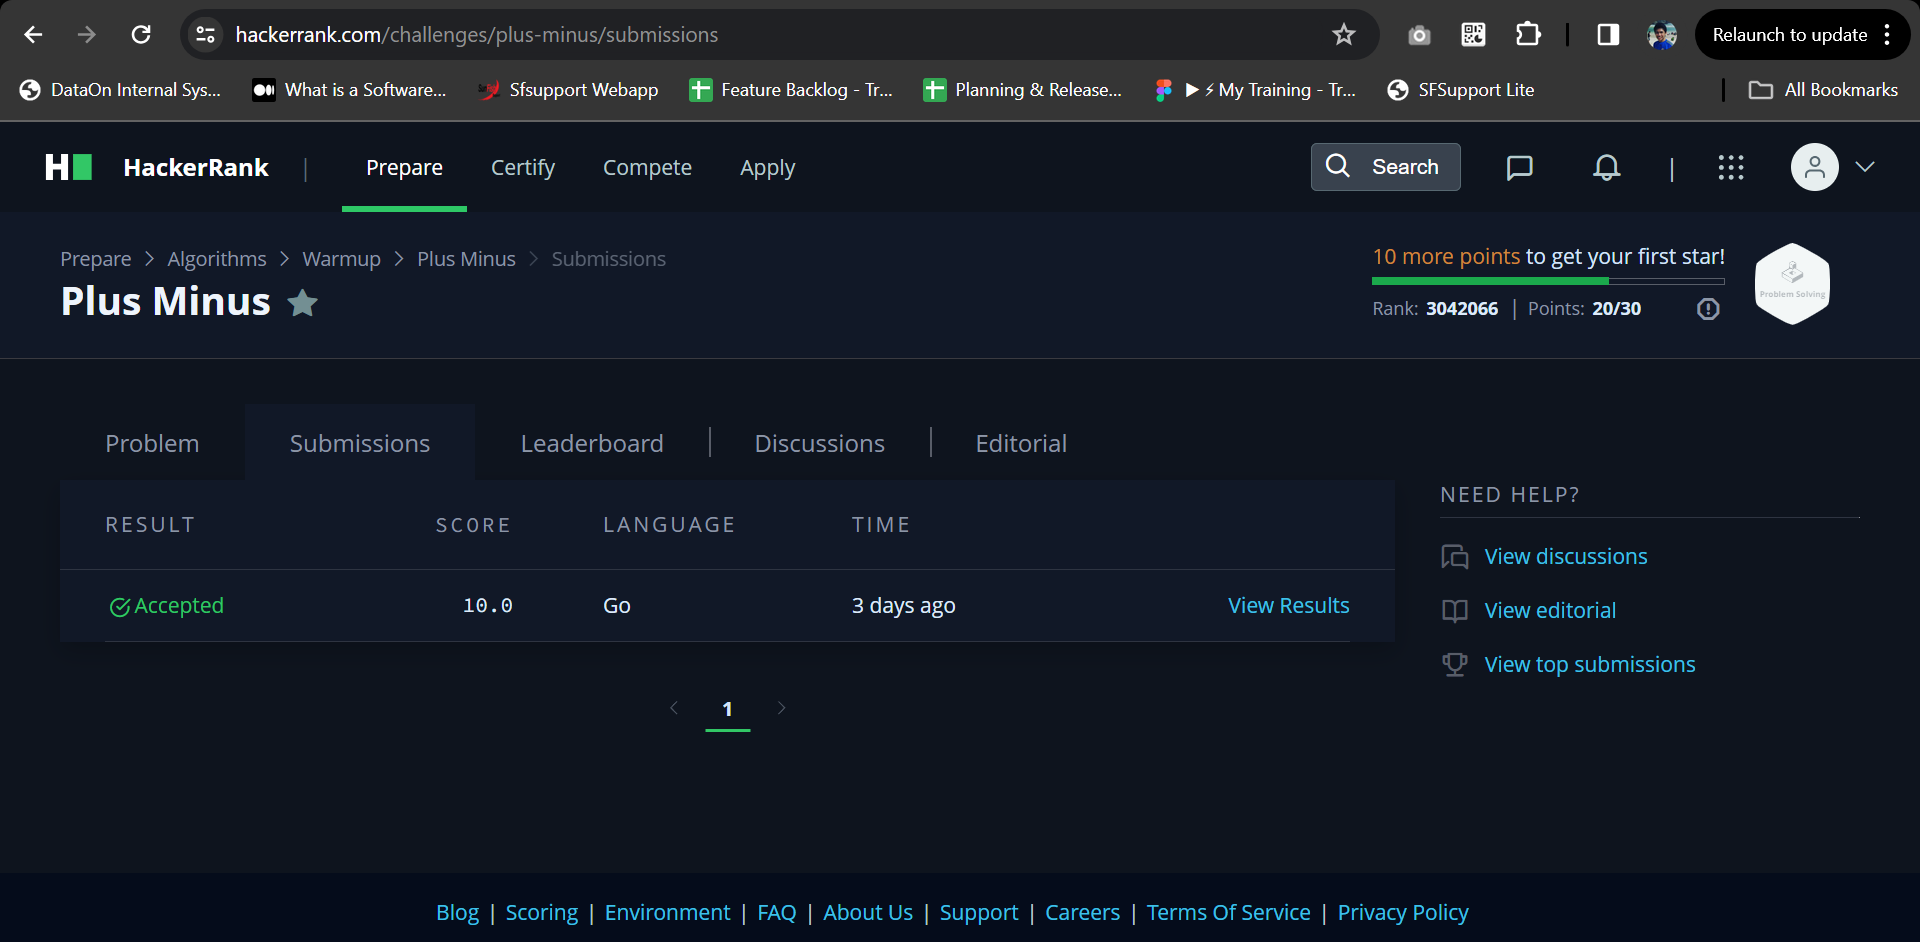 hackerrank.com/challenges/plus-minus/submissions
Relaunch to update
DataOn Internal Sys...
What is a Software...
Sfsupport Webapp
Feature Backlog - Tr...
Planning & Release...
▶⚡My Training - Tr...
SFSupport Lite
All Bookmarks
H
HackerRank
|
Prepare
Certify
Compete
Apply
Search
|
Prepare > Algorithms > Warmup > Plus Minus > Submissions
Plus Minus
10 more points to get your first star!
Rank: 3042066 | Points: 20/30
Problem Solving
Problem
Submissions
Leaderboard
Discussions
Editorial
RESULT SCORE LANGUAGE TIME
Accepted 10.0 Go 3 days ago View Results
1
NEED HELP?
View discussions
View editorial
View top submissions
Blog | Scoring | Environment | FAQ | About Us | Support | Careers | Terms Of Service | Privacy Policy